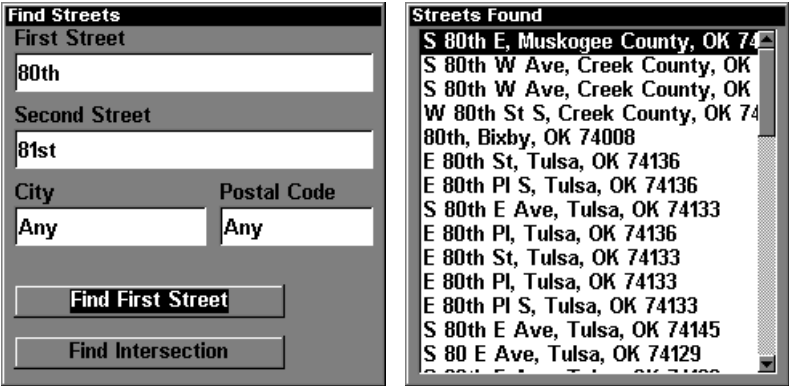 Find Streets
First Street
80th
Second Street
81st
City Postal Code
Any Any
Find First Street
Find Intersection
Streets Found
S 80th E, Muskogee County, OK 74
S 80th W Ave, Creek County, OK
S 80th W Ave, Creek County, OK
W 80th St S, Creek County, OK 74
80th, Bixby, OK 74008
E 80th St, Tulsa, OK 74136
E 80th Pl S, Tulsa, OK 74136
S 80th E Ave, Tulsa, OK 74133
E 80th Pl, Tulsa, OK 74136
E 80th St, Tulsa, OK 74133
E 80th Pl, Tulsa, OK 74133
E 80th Pl S, Tulsa, OK 74133
S 80th E Ave, Tulsa, OK 74145
S 80 E Ave, Tulsa, OK 74129